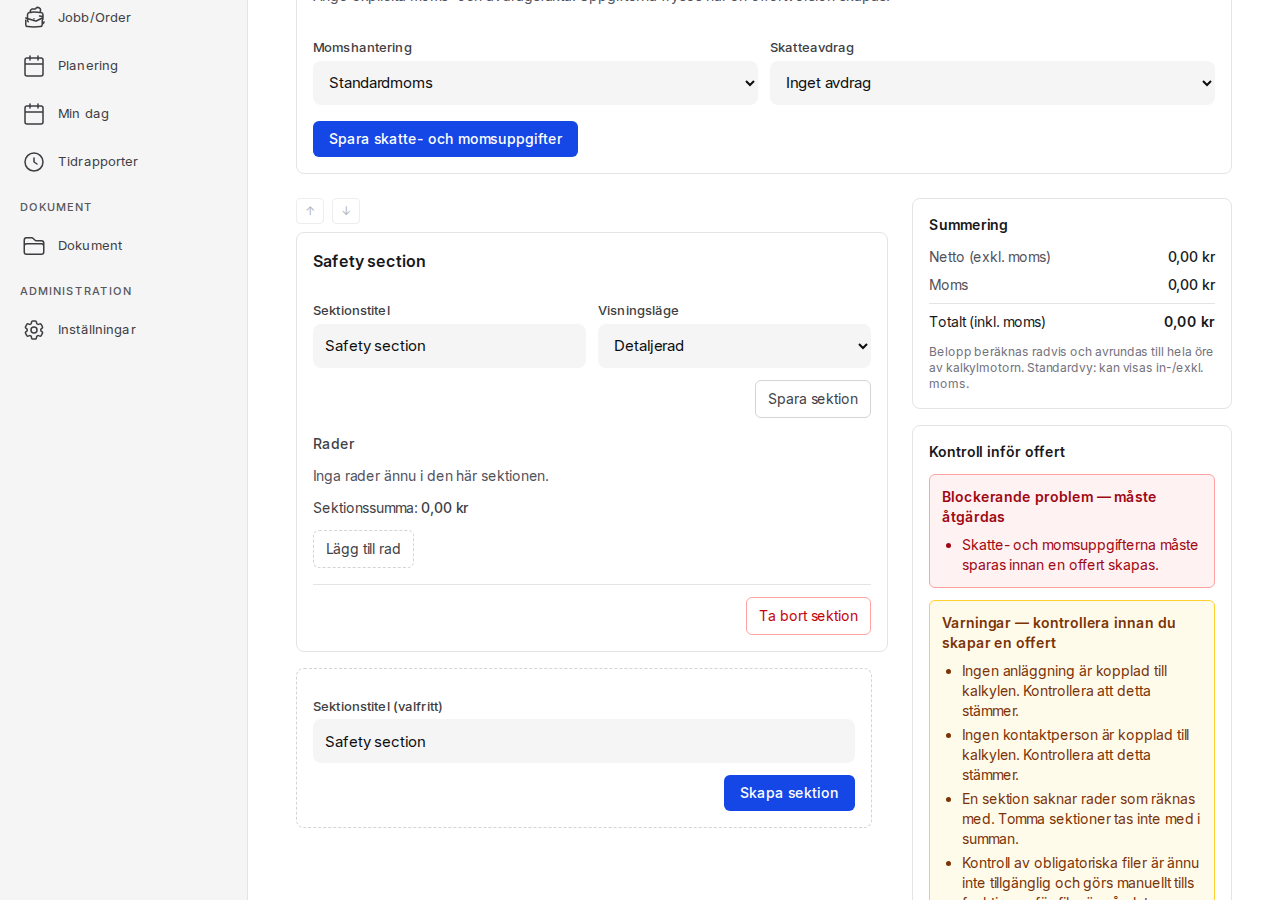 Jobb/Order
Planering
Min dag
Tidrapporter
DOKUMENT
Dokument
ADMINISTRATION
Inställningar
Momshantering
Skatteavdrag
Standardmoms
Inget avdrag
Spara skatte- och momsuppgifter
Safety section
Sektionstitel
Visningsläge
Safety section
Detaljerad
Spara sektion
Rader
Inga rader ännu i den här sektionen.
Sektionssumma: 0,00 kr
Lägg till rad
Ta bort sektion
Sektionstitel (valfritt)
Safety section
Skapa sektion
Summering
Netto (exkl. moms) 0,00 kr
Moms 0,00 kr
Totalt (inkl. moms) 0,00 kr
Belopp beräknas radvis och avrundas till hela öre
av kalkylmotorn. Standardvy: kan visas in-/exkl.
moms.
Kontroll inför offert
Blockerande problem — måste
åtgärdas
Skatte- och momsuppgifterna måste
sparas innan en offert skapas.
Varningar — kontrollera innan du
skapar en offert
Ingen anläggning är kopplad till
kalkylen. Kontrollera att detta
stämmer.
Ingen kontaktperson är kopplad till
kalkylen. Kontrollera att detta
stämmer.
En sektion saknar rader som räknas
med. Tomma sektioner tas inte med i
summan.
Kontroll av obligatoriska filer är ännu
inte tillgänglig och görs manuellt tills